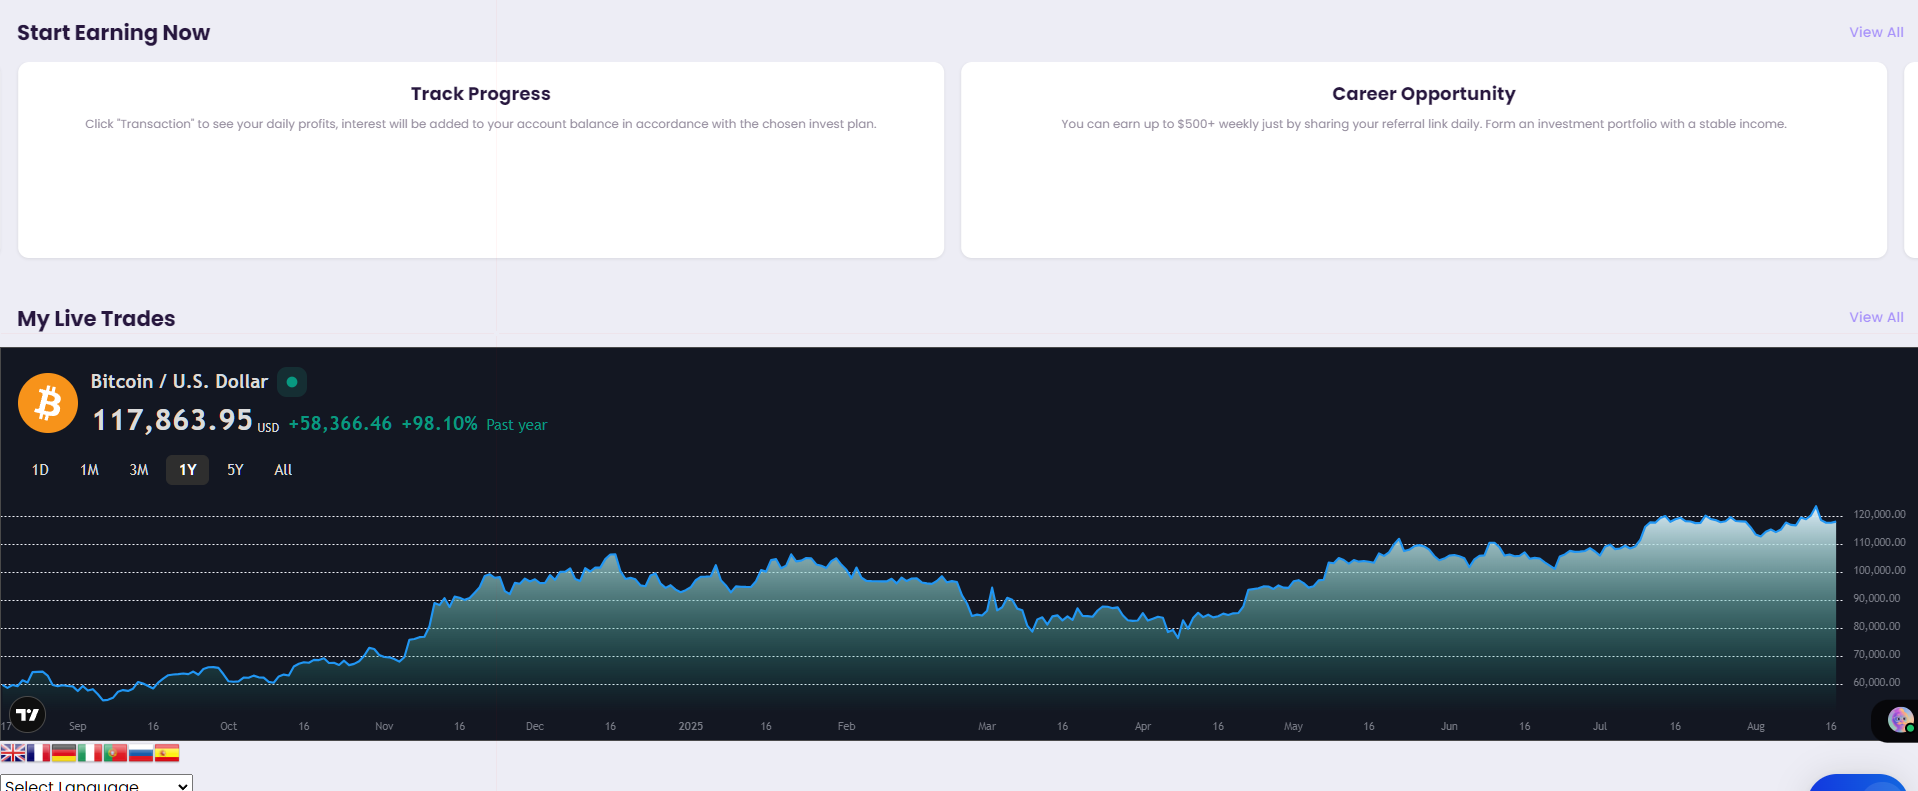 Start Earning Now
View All
Track Progress
Click "Transaction" to see your daily profits, interest will be added to your account balance in accordance with the chosen invest plan.
Career Opportunity
You can earn up to $500+ weekly just by sharing your referral link daily. Form an investment portfolio with a stable income.
My Live Trades
View All
Bitcoin / U.S. Dollar
117,863.95 USD +58,366.46 +98.10% Past year
1D 1M 3M 1Y 5Y All
120,000.00
110,000.00
100,000.00
90,000.00
80,000.00
70,000.00
60,000.00
17 Sep 16 Oct 16 Nov 16 Dec 16 2025 16 Feb Mar 16 Apr 16 May 16 Jun 16 Jul 16 Aug 16
Select Language